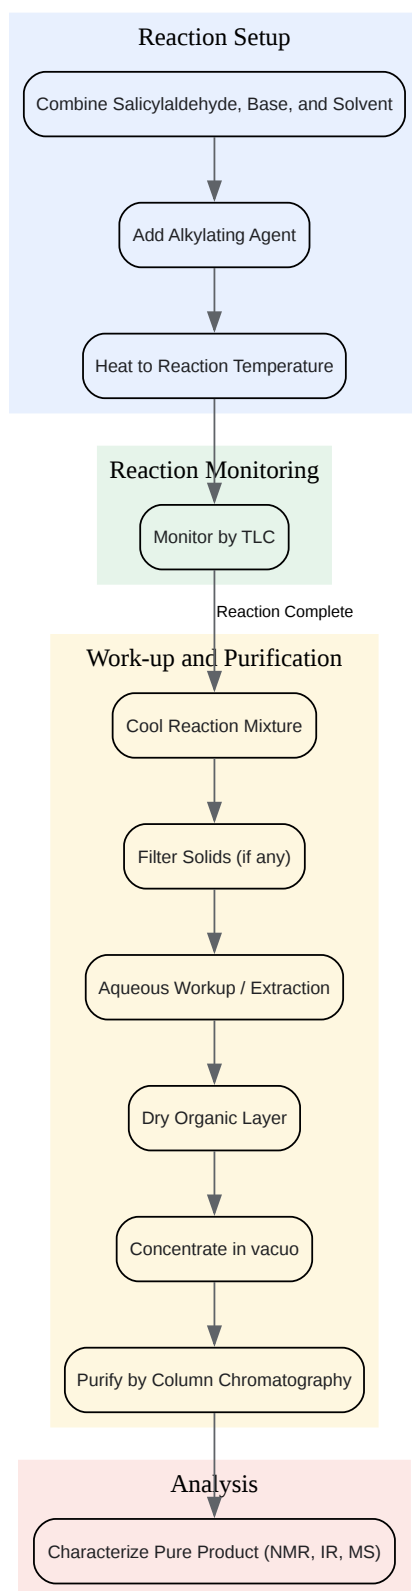 Reaction Setup
Combine Salicylaldehyde, Base, and Solvent
Add Alkylating Agent
Heat to Reaction Temperature
Reaction Monitoring
Monitor by TLC
Reaction Complete
Work-up and Purification
Cool Reaction Mixture
Filter Solids (if any)
Aqueous Workup / Extraction
Dry Organic Layer
Concentrate in vacuo
Purify by Column Chromatography
Analysis
Characterize Pure Product (NMR, IR, MS)